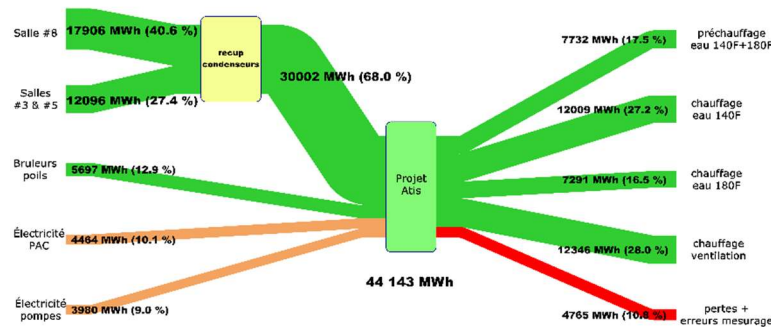 Salle #8
17906 MWh (40.6 %)
recup
condenseurs
Salles
#3 & #5
12096 MWh (27.4 %)
30002 MWh (68.0 %)
Bruleurs
poils
5697 MWh (12.9 %)
Électricité
PAC
4464 MWh (10.1 %)
Électricité
pompes
3980 MWh (9.0 %)
Projet
Atis
44 143 MWh
7732 MWh (17.5 %)
préchauffage
eau 140F+180F
12009 MWh (27.2 %)
chauffage
eau 140F
7291 MWh (16.5 %)
chauffage
eau 180F
12346 MWh (28.0 %)
chauffage
ventilation
4765 MWh (10.8 %)
pertes +
erreurs mesurage